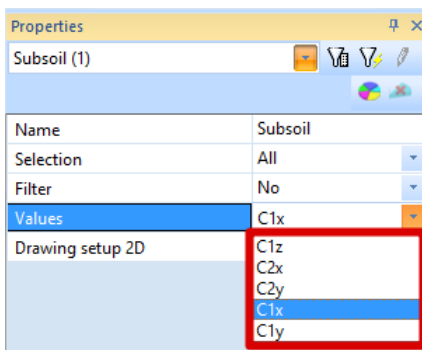 Properties
Subsoil (1)
Name Subsoil
Selection All
Filter No
Values C1x
Drawing setup 2D
C1z
C2x
C2y
C1x
C1y